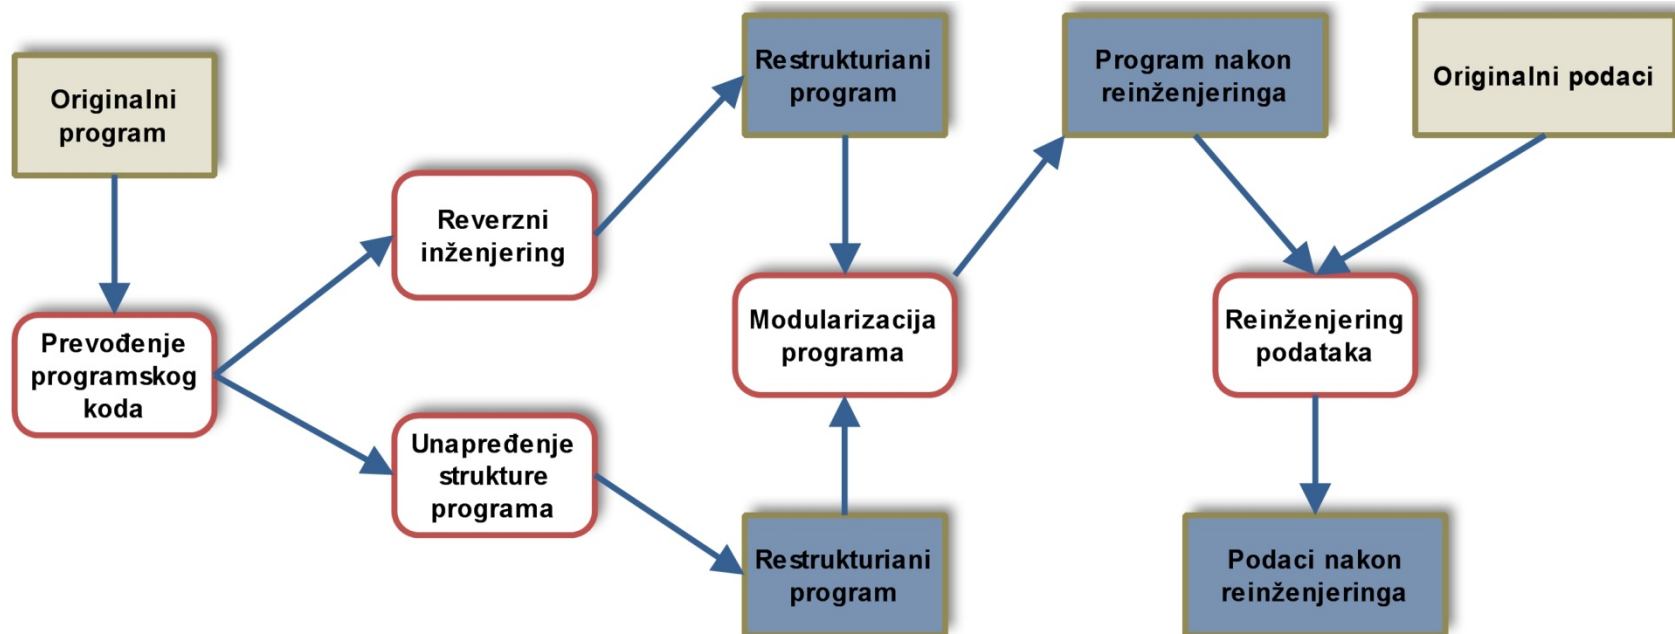 Originalni
program
Prevođenje
programskog
koda
Reverzni
inženjering
Unapređenje
strukture
programa
Restrukturiani
program
Modularizacija
programa
Restrukturiani
program
Program nakon
reinženjeringa
Originalni podaci
Reinženjering
podataka
Podaci nakon
reinženjeringa